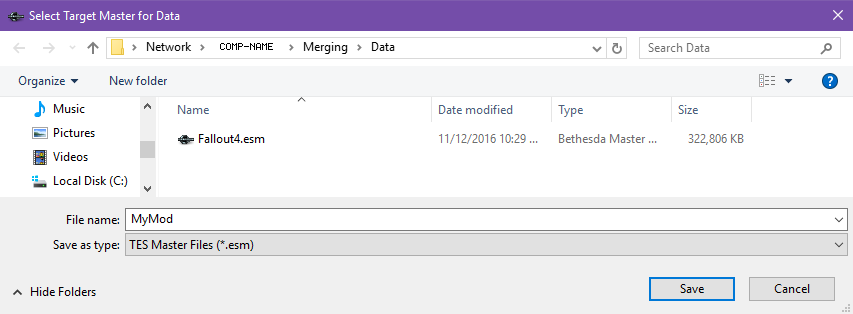 Select Target Master for Data
Network > COMP-NAME > Merging > Data
Search Data
Organize
New folder
Name Date modified Type Size
Music
Pictures
Videos
Local Disk (C:)
Fallout4.esm 11/12/2016 10:29 ... Bethesda Master ... 322,806 KB
File name: MyMod
Save as type: TES Master Files (*.esm)
Hide Folders
Save
Cancel